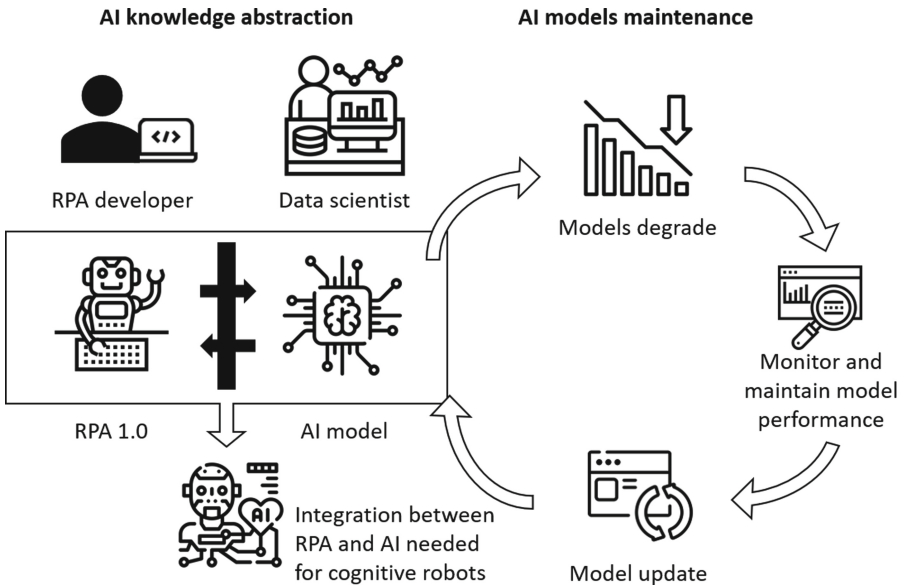 AI knowledge abstraction
AI models maintenance
</>
RPA developer
Data scientist
Models degrade
RPA 1.0
AI model
Monitor and
maintain model
performance
AI
Integration between
RPA and AI needed
for cognitive robots
Model update